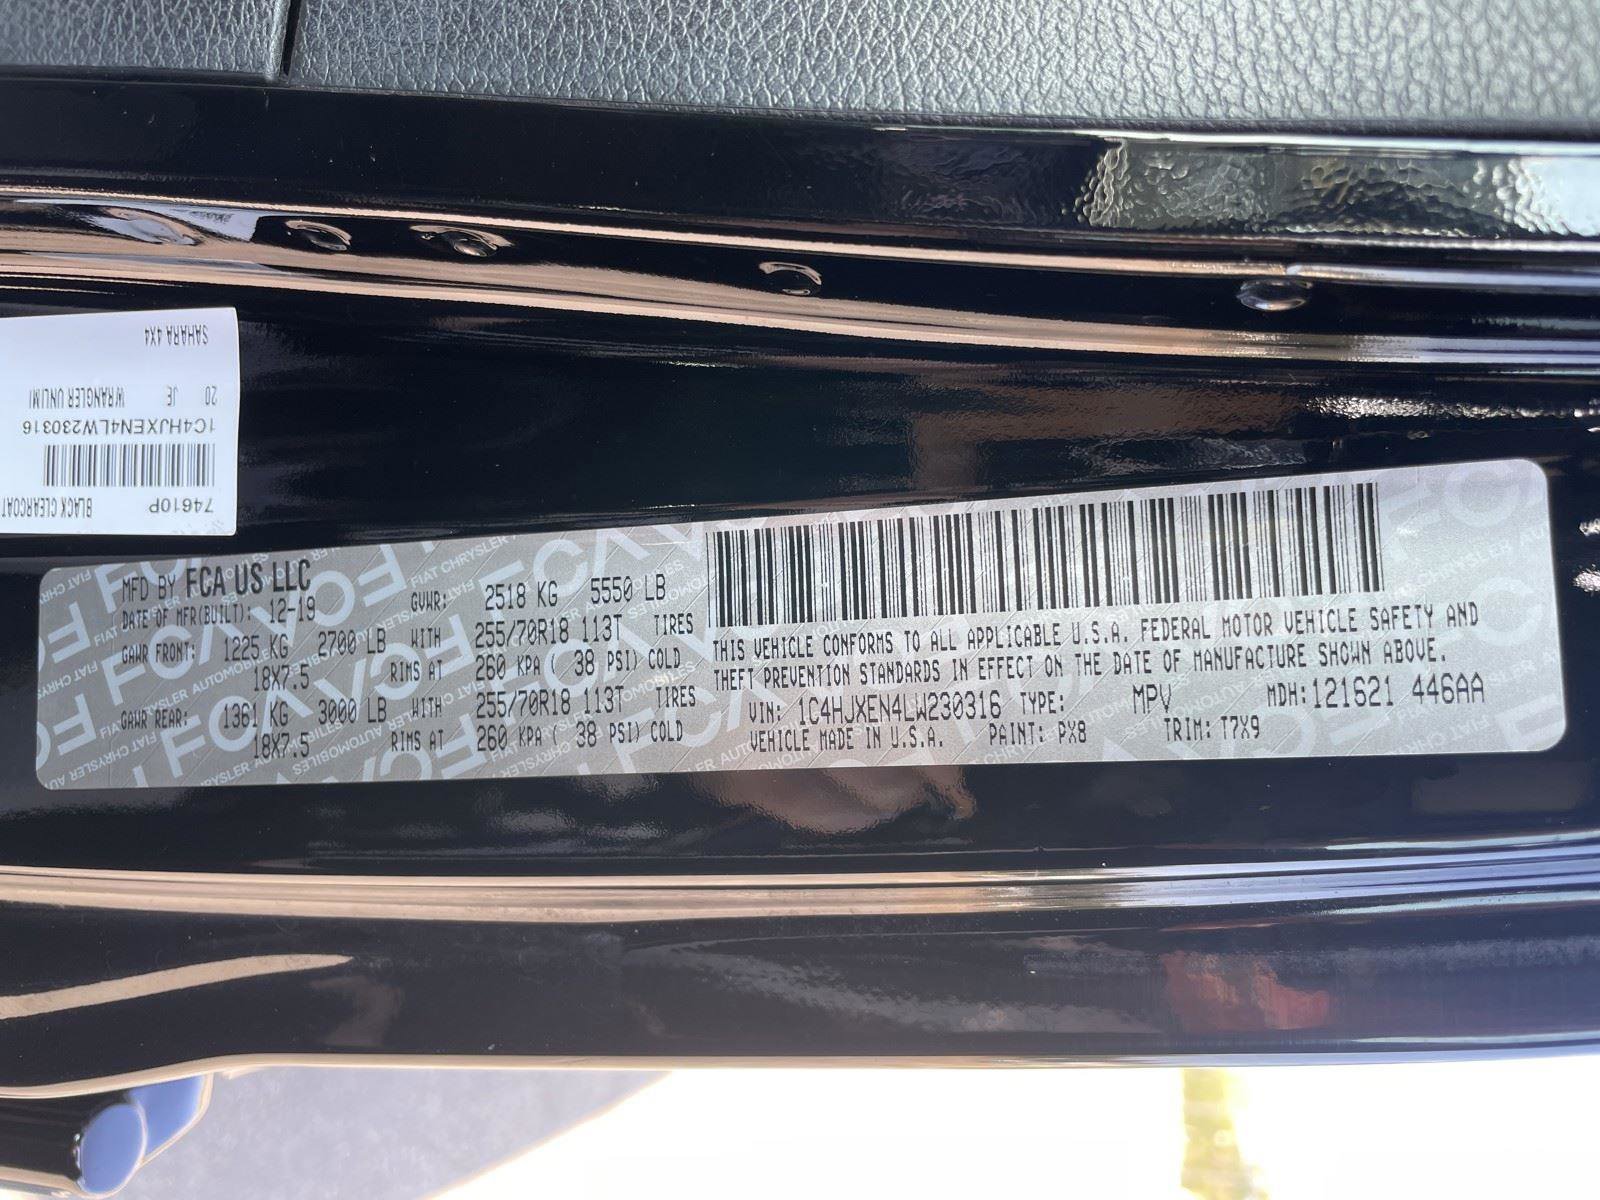 MFD BY FCA US LLC
DATE OF MFR(BUILT): 12-19 GVWR: 2518 KG 5550 LB
GAWR FRONT: 1225 KG 2700 LB WITH 255/70R18 113T TIRES
18X7.5 RIMS AT 260 KPA ( 38 PSI) COLD
GAWR REAR: 1361 KG 3000 LB WITH 255/70R18 113T TIRES
18X7.5 RIMS AT 260 KPA ( 38 PSI) COLD
THIS VEHICLE CONFORMS TO ALL APPLICABLE U.S.A. FEDERAL MOTOR VEHICLE SAFETY AND
THEFT PREVENTION STANDARDS IN EFFECT ON THE DATE OF MANUFACTURE SHOWN ABOVE.
VIN: 1C4HJXEN4LW230316 TYPE: MPV MDH: 121621 446AA
VEHICLE MADE IN U.S.A. PAINT: PX8 TRIM: T7X9
74610P BLACK CLEARCOAT
1C4HJXEN4LW230316
20 JE WRANGLER UNLIMI
SAHARA 4X4